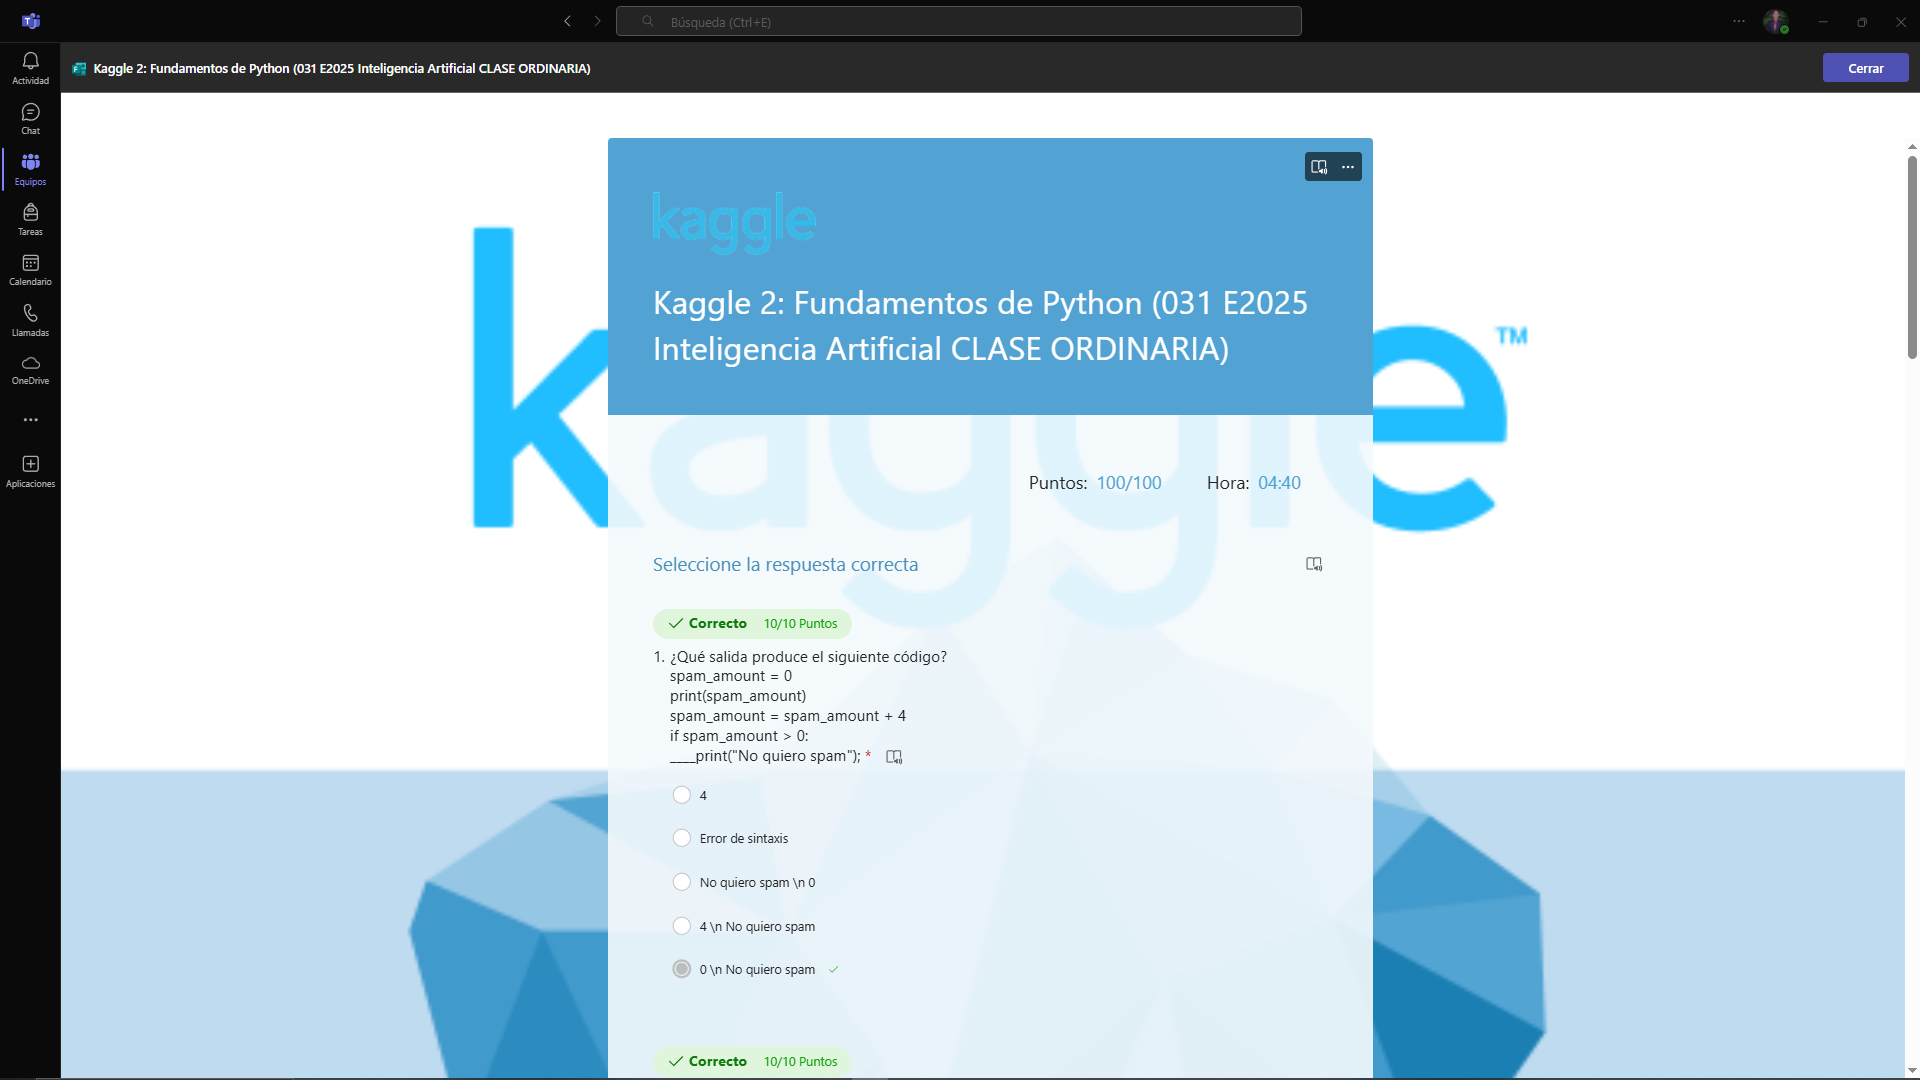 Búsqueda (Ctrl+E)
Kaggle 2: Fundamentos de Python (031 E2025 Inteligencia Artificial CLASE ORDINARIA)
Cerrar
Actividad
Chat
Equipos
Tareas
Calendario
Llamadas
OneDrive
Aplicaciones
kaggle
kaggle
TM
Kaggle 2: Fundamentos de Python (031 E2025
Inteligencia Artificial CLASE ORDINARIA)
Puntos: 100/100 Hora: 04:40
Seleccione la respuesta correcta
Correcto 10/10 Puntos
1. ¿Qué salida produce el siguiente código?
spam_amount = 0
print(spam_amount)
spam_amount = spam_amount + 4
if spam_amount > 0:
____print("No quiero spam"); *
4
Error de sintaxis
No quiero spam \n 0
4 \n No quiero spam
0 \n No quiero spam
Correcto 10/10 Puntos